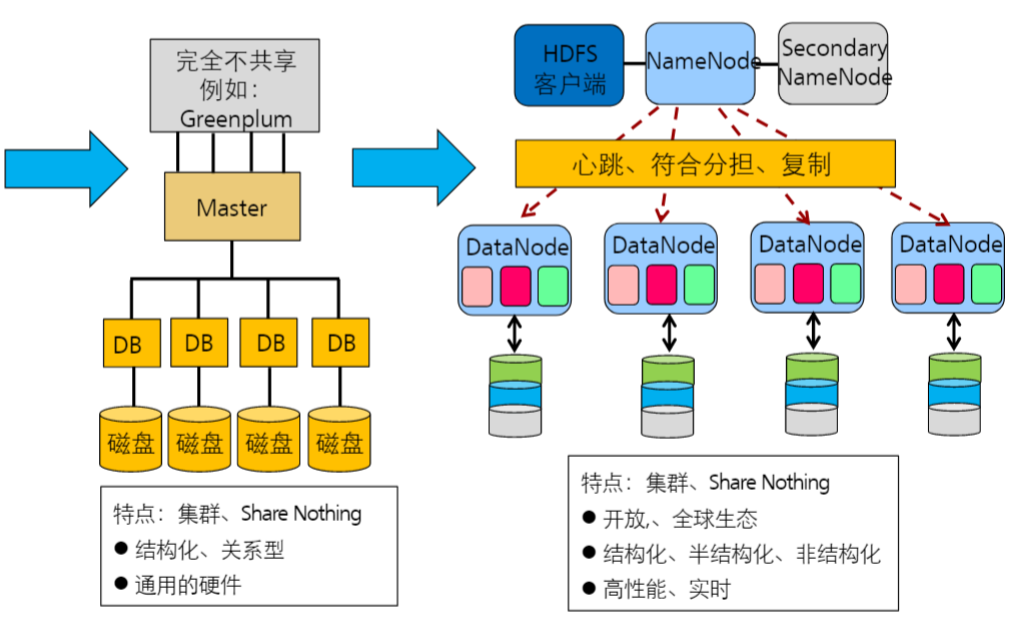 完全不共享
例如：
Greenplum
Master
DB
DB
DB
DB
磁盘
磁盘
磁盘
磁盘
特点：集群、Share Nothing
● 结构化、关系型
● 通用的硬件
HDFS
客户端
NameNode
Secondary
NameNode
心跳、符合分担、复制
DataNode
DataNode
DataNode
DataNode
特点：集群、Share Nothing
● 开放,、全球生态
● 结构化、半结构化、非结构化
● 高性能、实时